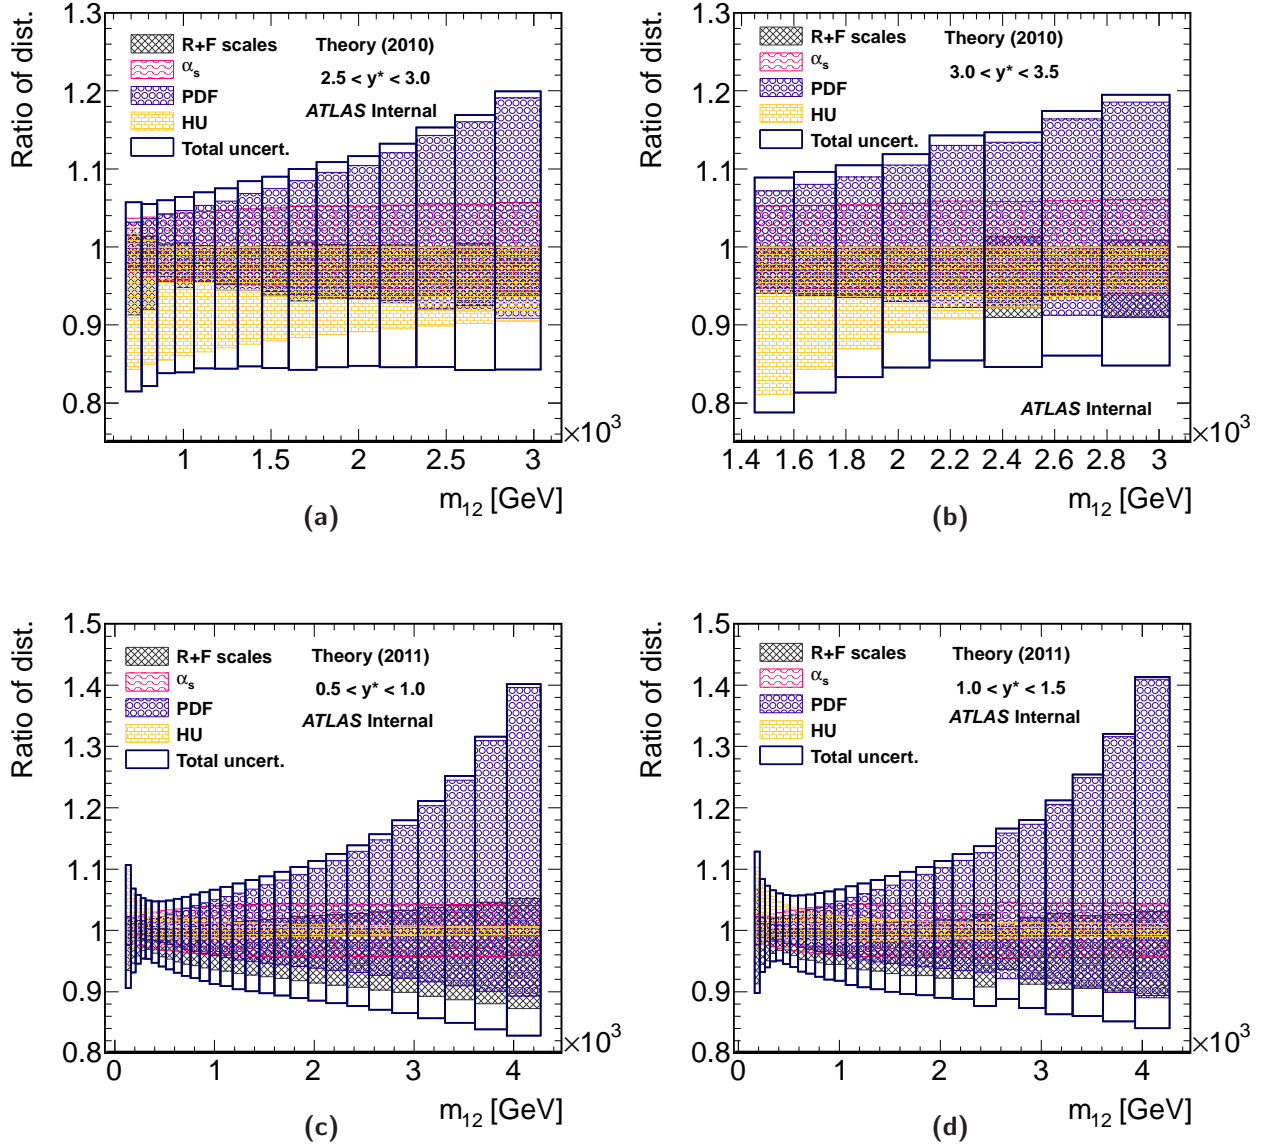 Ratio of dist.
1.3
1.2
1.1
1
0.9
0.8
R+F scales
αs
PDF
HU
Total uncert.
Theory (2010)
2.5 < y* < 3.0
ATLAS Internal
1 1.5 2 2.5 3
×10³
m12 [GeV]
(a)
Ratio of dist.
1.3
1.2
1.1
1
0.9
0.8
R+F scales
αs
PDF
HU
Total uncert.
Theory (2010)
3.0 < y* < 3.5
ATLAS Internal
1.4 1.6 1.8 2 2.2 2.4 2.6 2.8 3
×10³
m12 [GeV]
(b)
Ratio of dist.
1.5
1.4
1.3
1.2
1.1
1
0.9
0.8
R+F scales
αs
PDF
HU
Total uncert.
Theory (2011)
0.5 < y* < 1.0
ATLAS Internal
0 1 2 3 4
×10³
m12 [GeV]
(c)
Ratio of dist.
1.5
1.4
1.3
1.2
1.1
1
0.9
0.8
R+F scales
αs
PDF
HU
Total uncert.
Theory (2011)
1.0 < y* < 1.5
ATLAS Internal
0 1 2 3 4
×10³
m12 [GeV]
(d)